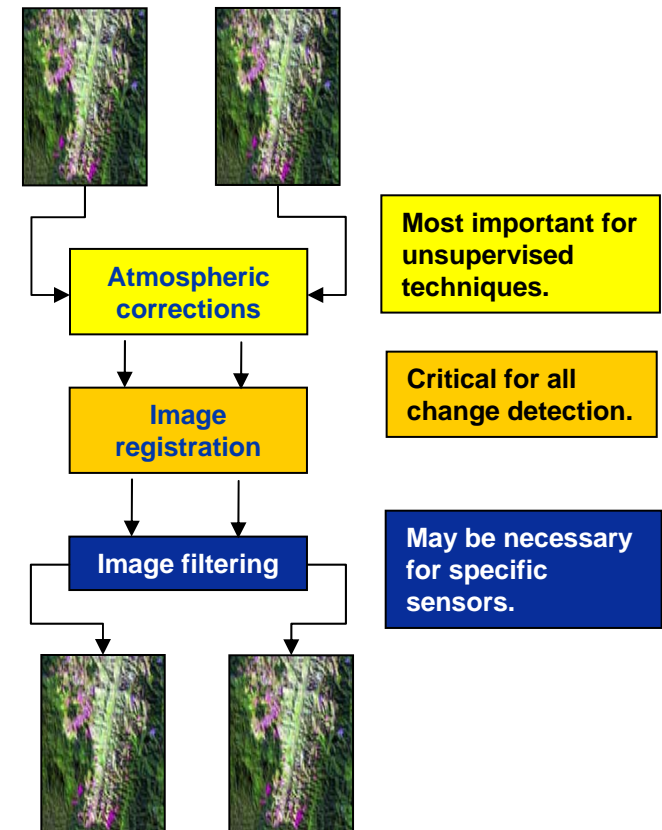 Most important for
unsupervised
techniques.
Atmospheric
corrections
Critical for all
change detection.
Image
registration
May be necessary
for specific
sensors.
Image filtering